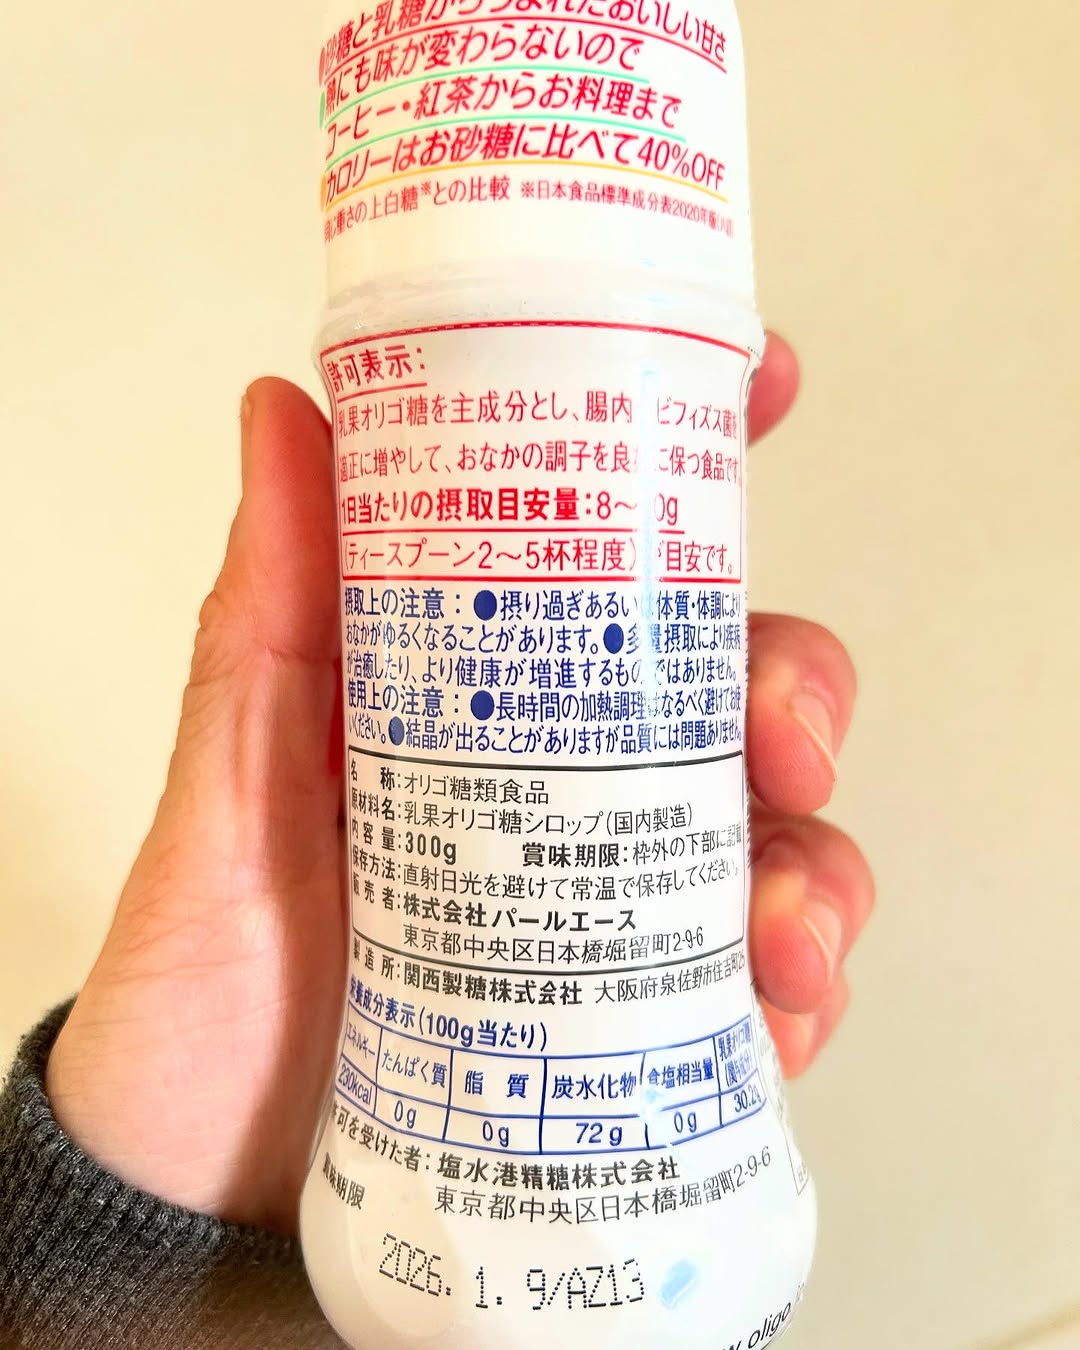 砂糖と乳糖からうまれたおいしい甘さ
熱にも味が変わらないので
コーヒー・紅茶からお料理まで
カロリーはお砂糖に比べて40%OFF
同じ重さの上白糖※との比較 ※日本食品標準成分表2020年版
許可表示:
乳果オリゴ糖を主成分とし、腸内 ビフィズス菌を
適正に増やして、おなかの調子を良 に保つ食品です
1日当たりの摂取目安量:8〜 0g
(ティースプーン2〜5杯程度) 目安です。
摂取上の注意:●摂り過ぎあるい 体質・体調により
おなかがゆるくなることがあります。●多量摂取により疾病
が治癒したり、より健康が増進するもの ではありません。
使用上の注意:●長時間の加熱調理はなるべく避けてお使
いください。●結晶が出ることがありますが品質には問題ありません。
名 称:オリゴ糖類食品
原材料名:乳果オリゴ糖シロップ(国内製造)
内容量:300g 賞味期限:枠外の下部に記載
保存方法:直射日光を避けて常温で保存してください。
販売者:株式会社パールエース
東京都中央区日本橋堀留町2-9-6
製造所:関西製糖株式会社 大阪府泉佐野市住吉町25
栄養成分表示(100g当たり)
エネルギー たんぱく質 脂 質 炭水化物 食塩相当量 乳果オリゴ糖(関与成分)
230kcal 0g 0g 72g 0g 30.2g
許可を受けた者:塩水港精糖株式会社
東京都中央区日本橋堀留町2-9-6
賞味期限
2026. 1. 9/AZ13
oligo